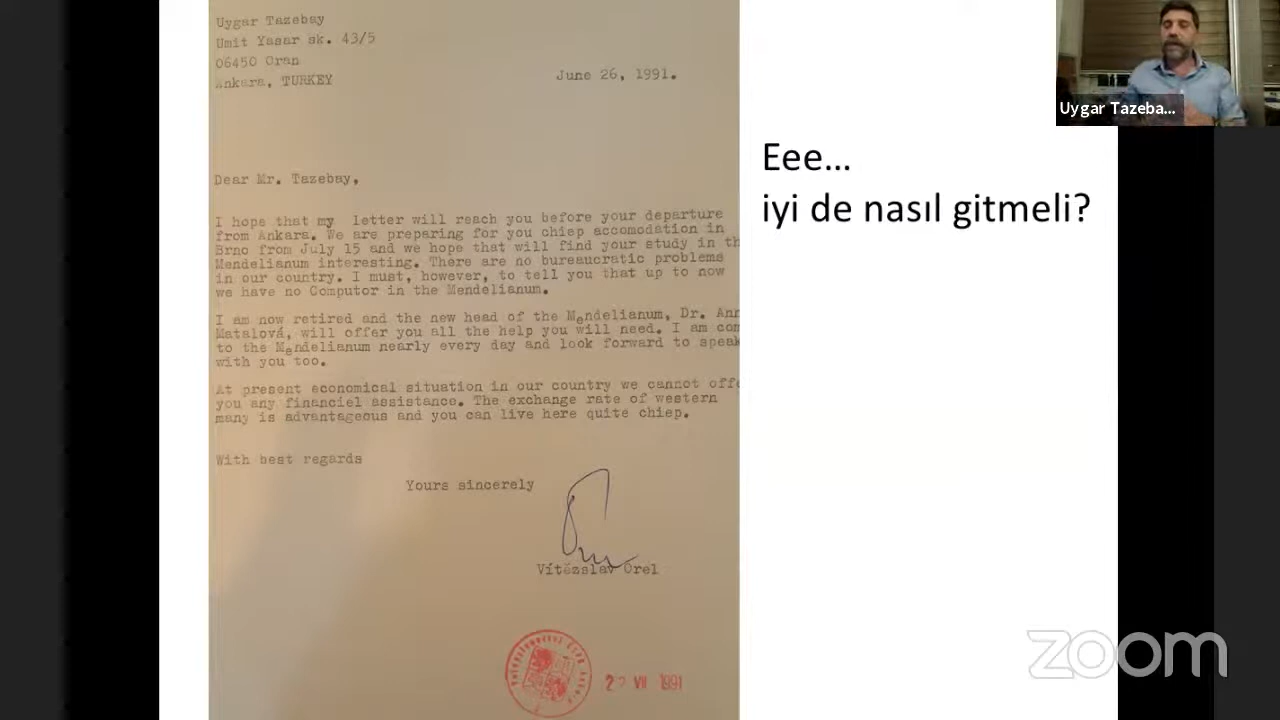 Uygar Tazebay
Umit Yasar sk. 43/5
06450 Oran
Ankara, TURKEY
June 26, 1991.
Dear Mr. Tazebay,
I hope that my letter will reach you before your departure
from Ankara. We are preparing for you chiep accomodation in
Brno from July 15 and we hope that will find your study in th
Mendelianum interesting. There are no bureaucratic problems
in our country. I must, however, to tell you that up to now
we have no Computor in the Mendelianum.
I am now retired and the new head of the Mendelianum, Dr. Ann
Matalová, will offer you all the help you will need. I am com
to the Mendelianum nearly every day and look forward to speak
with you too.
At present economical situation in our country we cannot offe
you any financiel assistance. The exchange rate of western
many is advantageous and you can live here quite chiep.
With best regards
Yours sincerely
Vítězslav Orel
VII 1991
Eee...
iyi de nasıl gitmeli?
Uygar Tazeba...
zoom